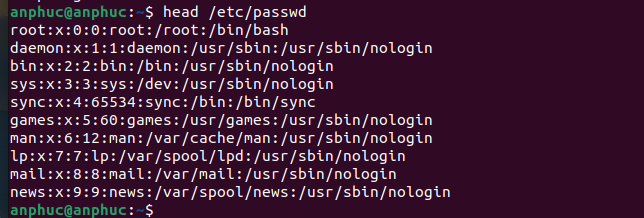 anphuc@anphuc:~$ head /etc/passwd
root:x:0:0:root:/root:/bin/bash
daemon:x:1:1:daemon:/usr/sbin:/usr/sbin/nologin
bin:x:2:2:bin:/bin:/usr/sbin/nologin
sys:x:3:3:sys:/dev:/usr/sbin/nologin
sync:x:4:65534:sync:/bin:/bin/sync
games:x:5:60:games:/usr/games:/usr/sbin/nologin
man:x:6:12:man:/var/cache/man:/usr/sbin/nologin
lp:x:7:7:lp:/var/spool/lpd:/usr/sbin/nologin
mail:x:8:8:mail:/var/mail:/usr/sbin/nologin
news:x:9:9:news:/var/spool/news:/usr/sbin/nologin
anphuc@anphuc:~$